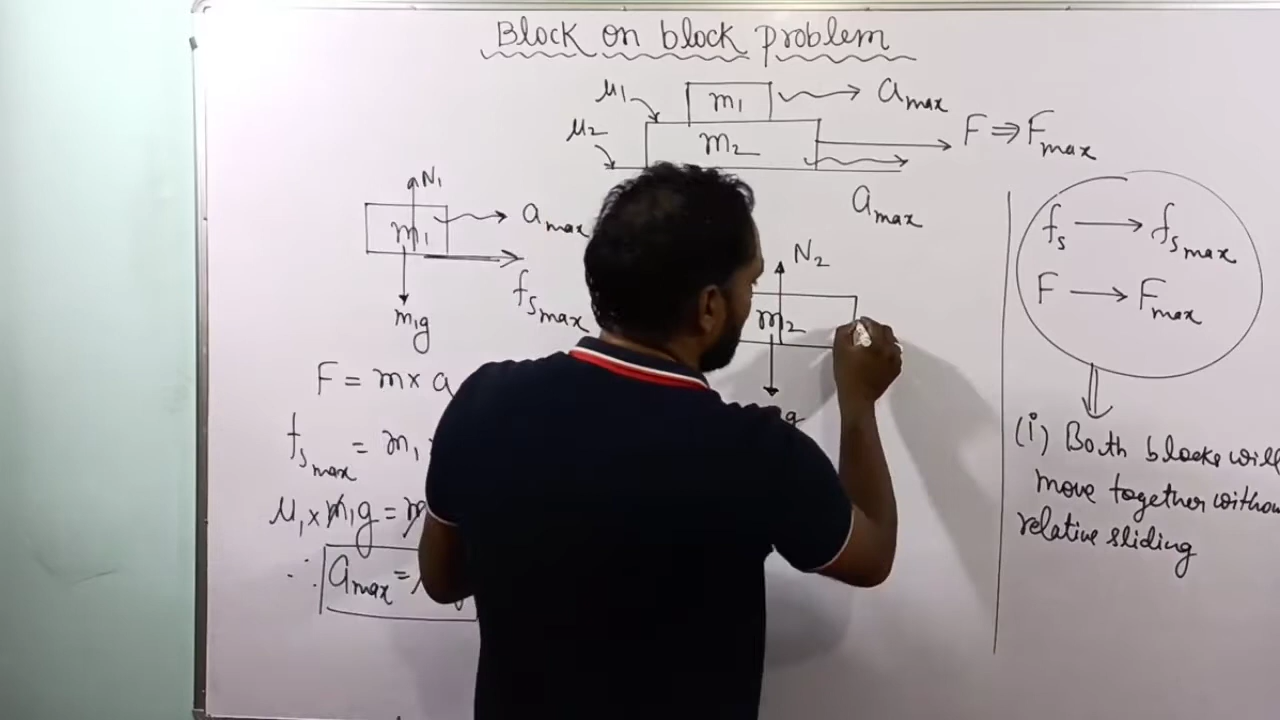 Block on block problem
μ1 m1 amax
μ2 m2 F ⇒ Fmax
amax
N1
m1 amax
fsmax
m1g
F = m × a
fsmax = m1
μ1 × m1g = m
∴ amax =
N2
m2
g
fs → fsmax
F → Fmax
(i) Both blocks will
move together withou
relative sliding